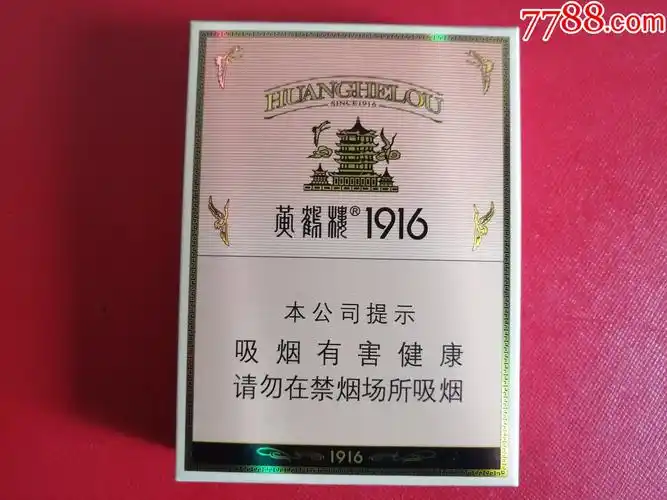 7788.com
HUANGHELOU
SINCE1916
黄鹤楼®1916
本公司提示
吸烟有害健康
请勿在禁烟场所吸烟
1916